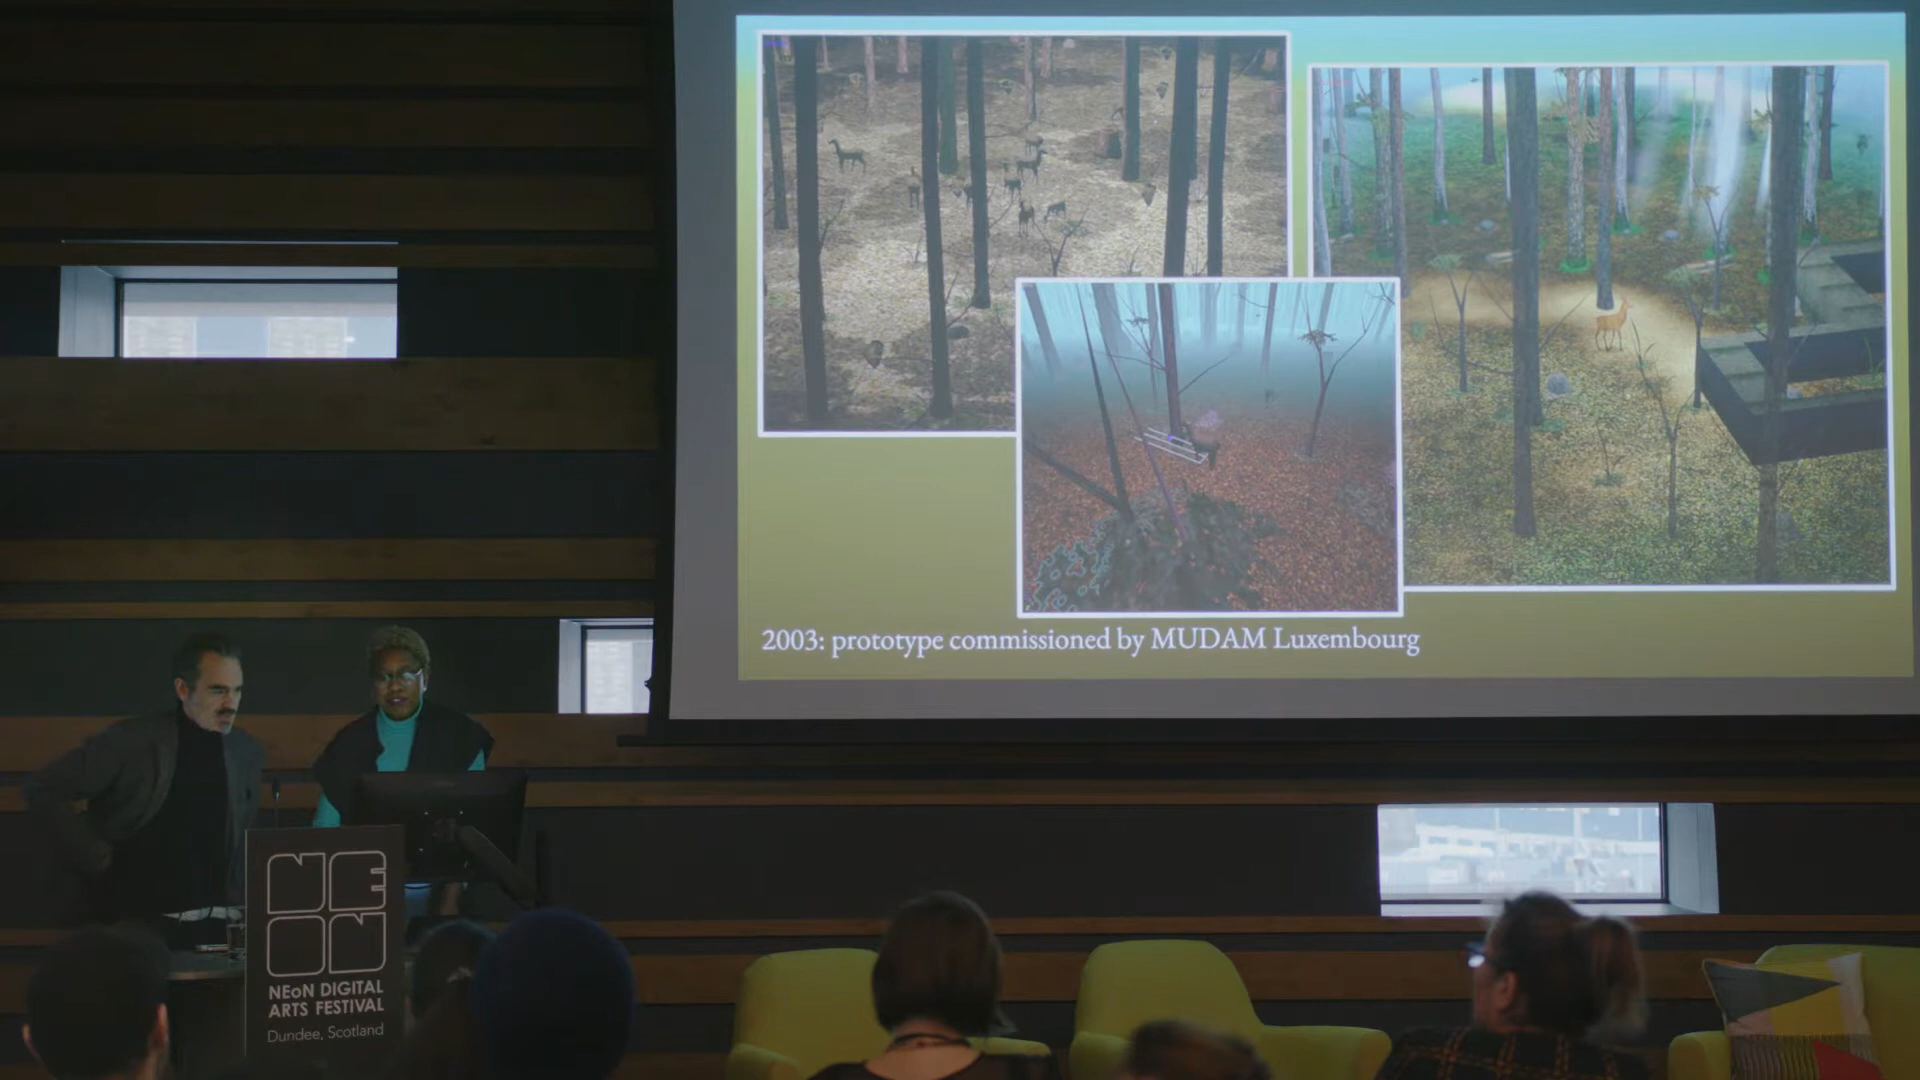 2003: prototype commissioned by MUDAM Luxembourg
NE
ON
NEoN DIGITAL
ARTS FESTIVAL
Dundee, Scotland